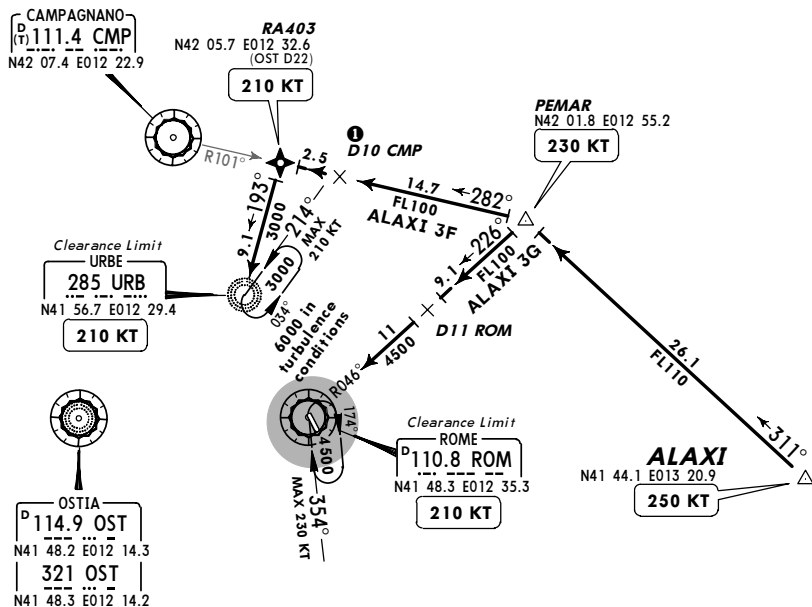 CAMPAGNANO
D
(T) 111.4 CMP
N42 07.4 E012 22.9
RA403
N42 05.7 E012 32.6
(OST D22)
210 KT
PEMAR
N42 01.8 E012 55.2
230 KT
1
D10 CMP
R101°
2.5
14.7
282°
FL100
ALAXI 3F
193°
9.1
3000
214°
MAX
210 KT
3000
034°
226°
9.1
FL100
ALAXI 3G
Clearance Limit
URBE
285 URB
N41 56.7 E012 29.4
210 KT
6000 in
turbulence
conditions
D11 ROM
11
4500
26.1
FL110
311°
R046°
174°
4500
354°
MAX 230 KT
Clearance Limit
ROME
D 110.8 ROM
N41 48.3 E012 35.3
210 KT
ALAXI
N41 44.1 E013 20.9
250 KT
OSTIA
D 114.9 OST
N41 48.2 E012 14.3
321 OST
N41 48.3 E012 14.2